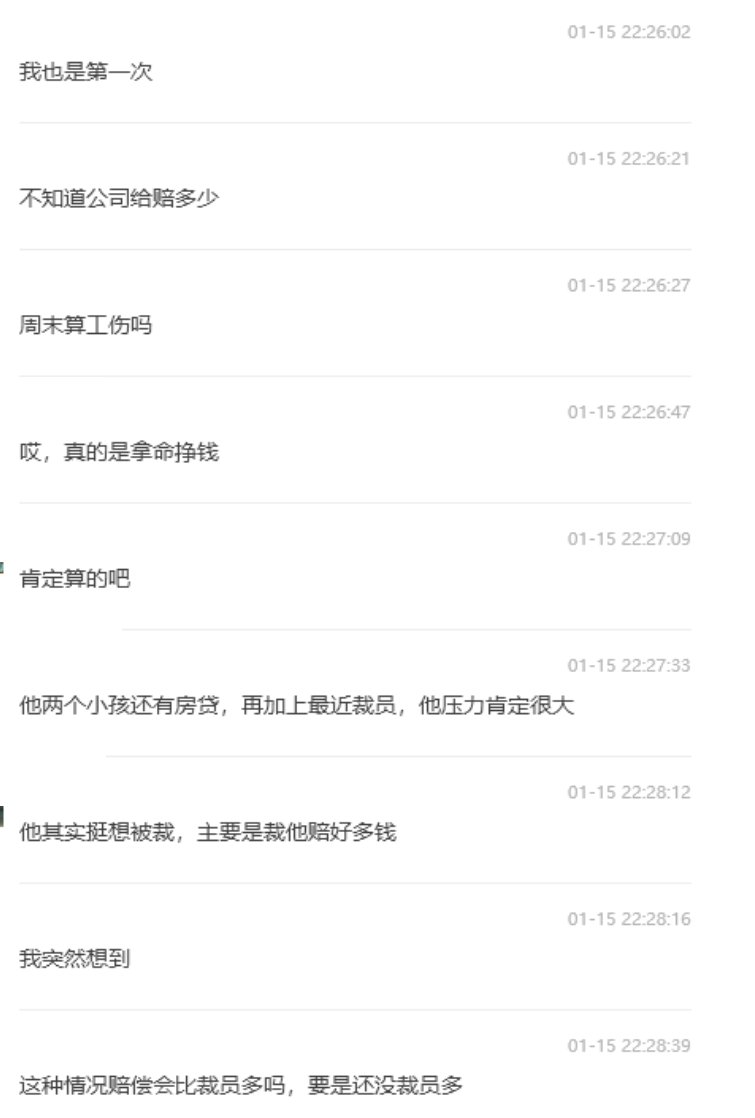 01-15 22:26:02
我也是第一次
01-15 22:26:21
不知道公司给赔多少
01-15 22:26:27
周末算工伤吗
01-15 22:26:47
哎，真的是拿命挣钱
01-15 22:27:09
肯定算的吧
01-15 22:27:33
他两个小孩还有房贷，再加上最近裁员，他压力肯定很大
01-15 22:28:12
他其实挺想被裁，主要是裁他赔好多钱
01-15 22:28:16
我突然想到
01-15 22:28:39
这种情况赔偿会比裁员多吗，要是还没裁员多